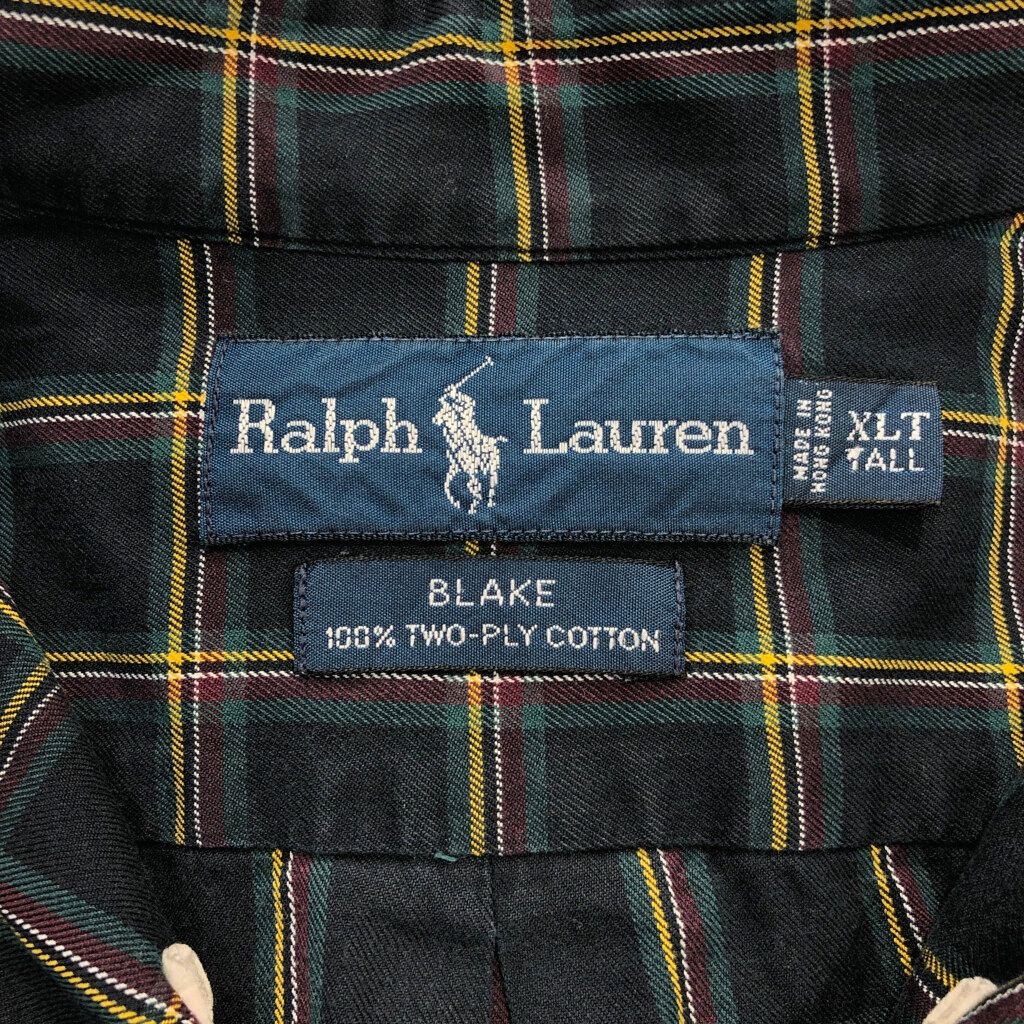 Ralph Lauren
MADE IN
HONG KONG
XLT
TALL
BLAKE
100% TWO-PLY COTTON